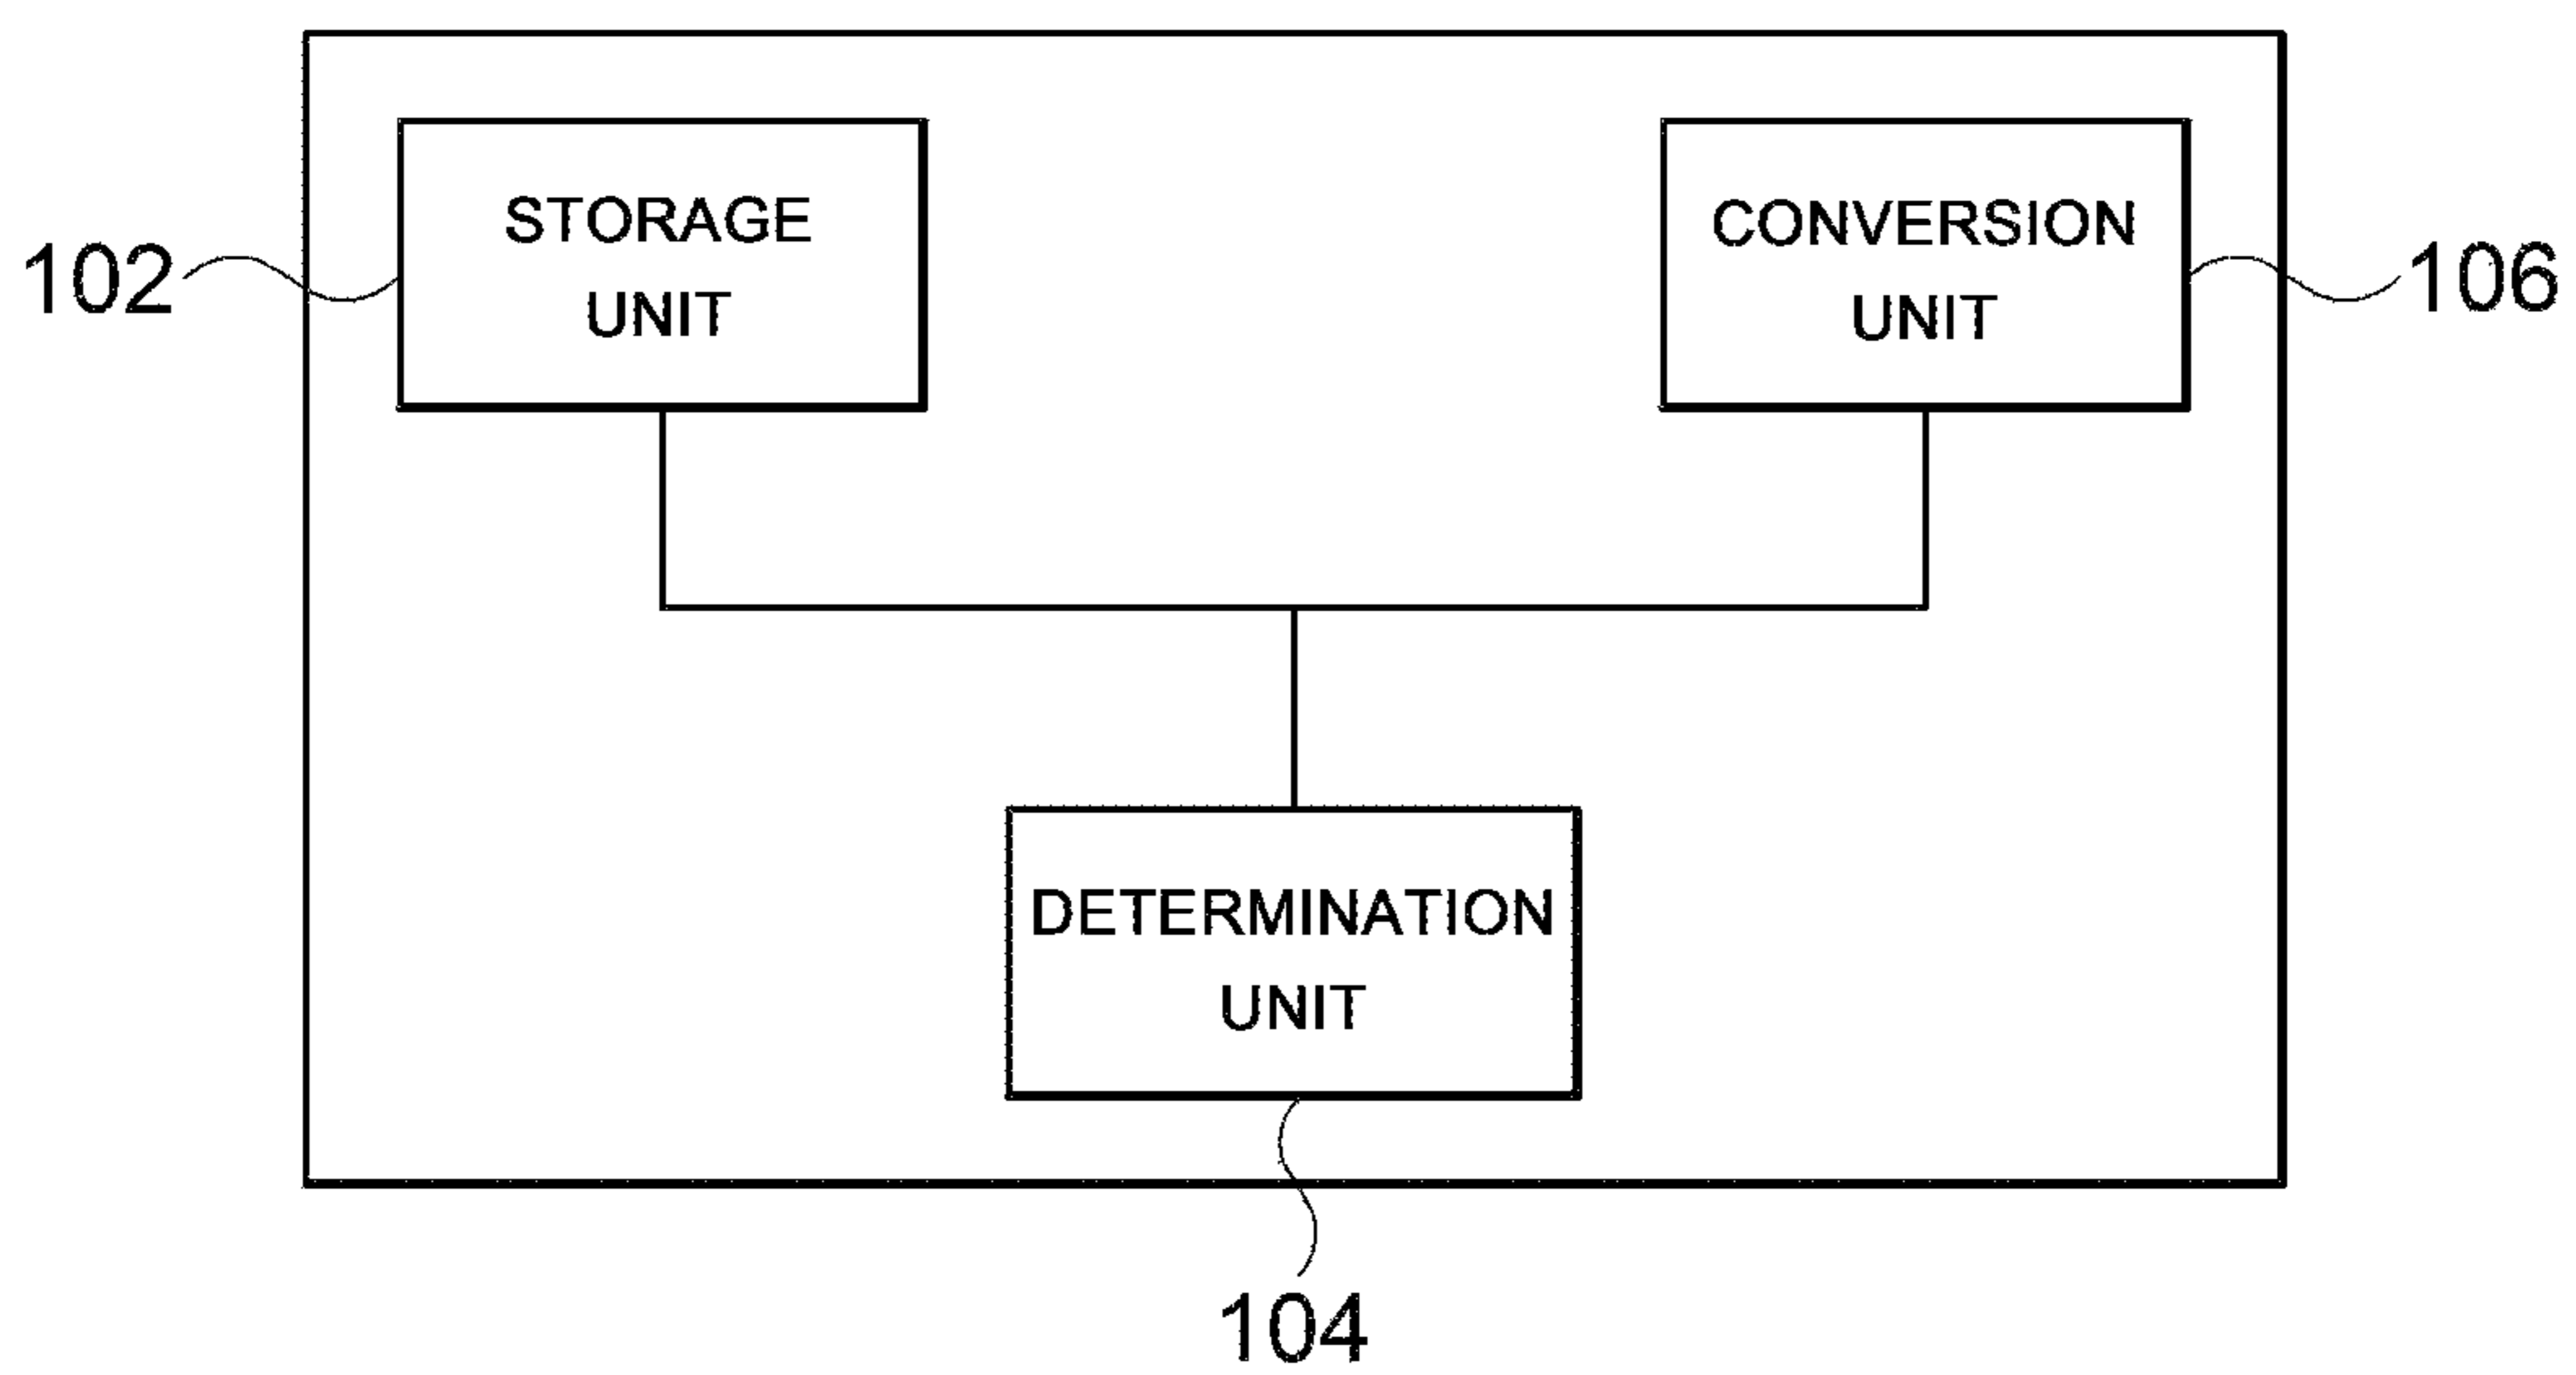 STORAGE
UNIT
CONVERSION
UNIT
102
106
DETERMINATION
UNIT
104